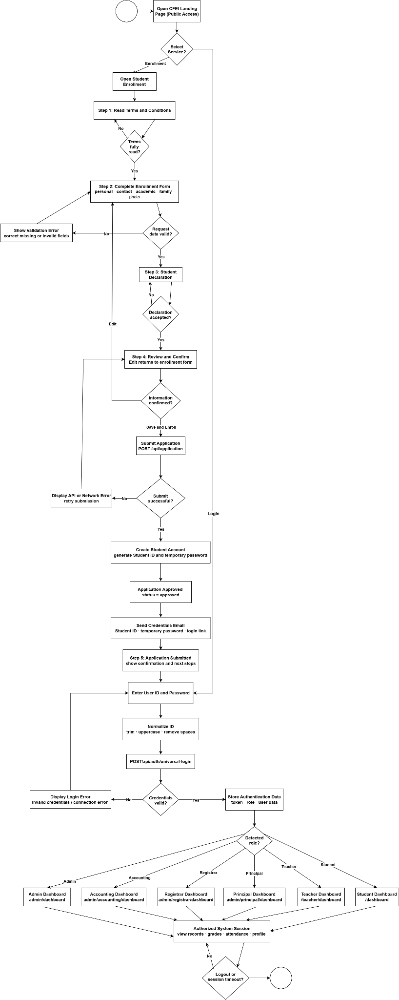 Open CFEI Landing
Page (Public Access)
Select
Service?
Enrollment
Open Student
Enrollment
Step 1: Read Terms and Conditions
No
Terms
fully
read?
Yes
Step 2: Complete Enrollment Form
personal · contact · academic · family ·
photo
Show Validation Error
correct missing or invalid fields
No
Request
data valid?
Yes
Step 3: Student
Declaration
No
Declaration
accepted?
Edit
Yes
Step 4: Review and Confirm
Edit returns to enrollment form
Information
confirmed?
Save and Enroll
Submit Application
POST /api/application
Display API or Network Error
retry submission
No
Submit
successful?
Login
Yes
Create Student Account
generate Student ID and temporary password
Application Approved
status = approved
Send Credentials Email
Student ID · temporary password · login link
Step 5: Application Submitted
show confirmation and next steps
Enter User ID and Password
Normalize ID
trim · uppercase · remove spaces
POST/api/auth/universal-login
Display Login Error
invalid credentials / connection error
No
Credentials
valid?
Yes
Store Authentication Data
token · role · user data
Detected
role?
Admin
Accounting
Registrar
Principal
Teacher
Student
Admin Dashboard
admin/dashboard
Accounting Dashboard
admin/accounting/dashboard
Registrar Dashboard
admin/registrar/dashboard
Principal Dashboard
admin/principal/dashboard
Teacher Dashboard
/teacher/dashboard
Student Dashboard
/dashboard
Authorized System Session
view records · grades · attendance · profile
No
Logout or
session timeout?